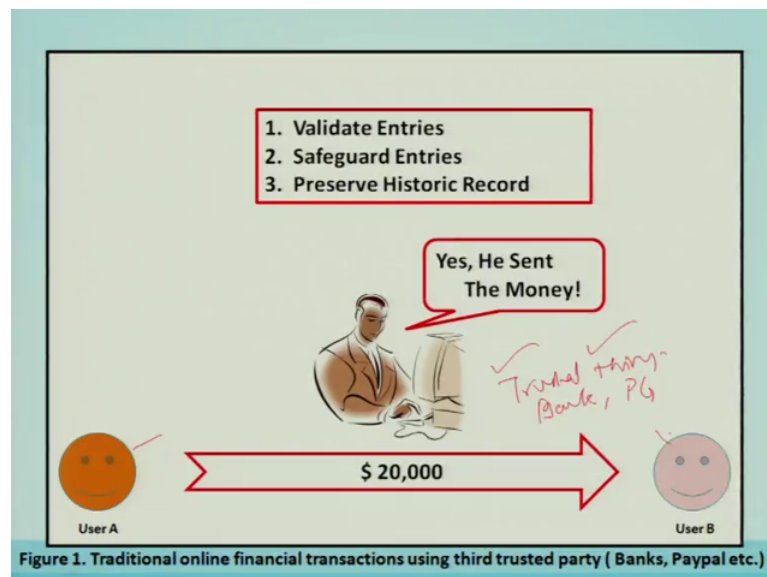 1. Validate Entries
2. Safeguard Entries
3. Preserve Historic Record
Yes, He Sent
The Money!
Trusted thing
Bank, PG
$ 20,000
User A
User B
Figure 1. Traditional online financial transactions using third trusted party ( Banks, Paypal etc.)